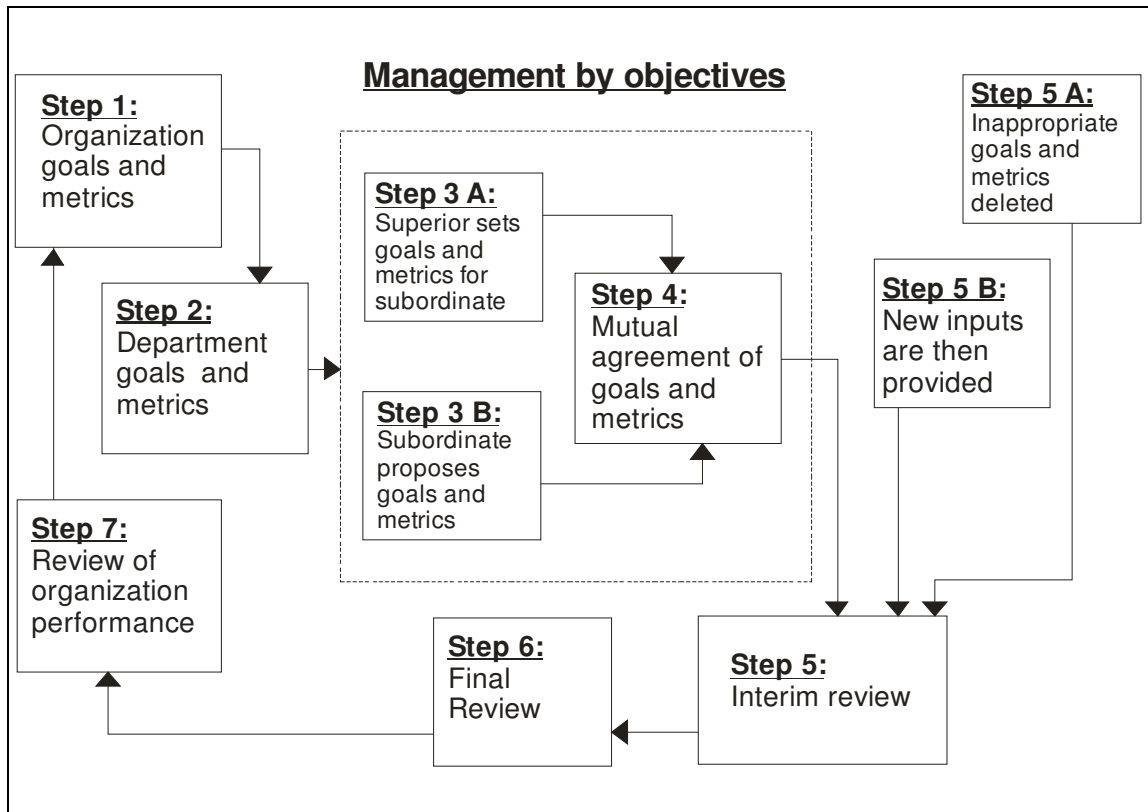 Management by objectives
Step 1:
Organization
goals and
metrics
Step 2:
Department
goals and
metrics
Step 3 A:
Superior sets
goals and
metrics for
subordinate
Step 3 B:
Subordinate
proposes
goals and
metrics
Step 4:
Mutual
agreement of
goals and
metrics
Step 5 A:
Inappropriate
goals and
metrics
deleted
Step 5 B:
New inputs
are then
provided
Step 5:
Interim review
Step 6:
Final
Review
Step 7:
Review of
organization
performance